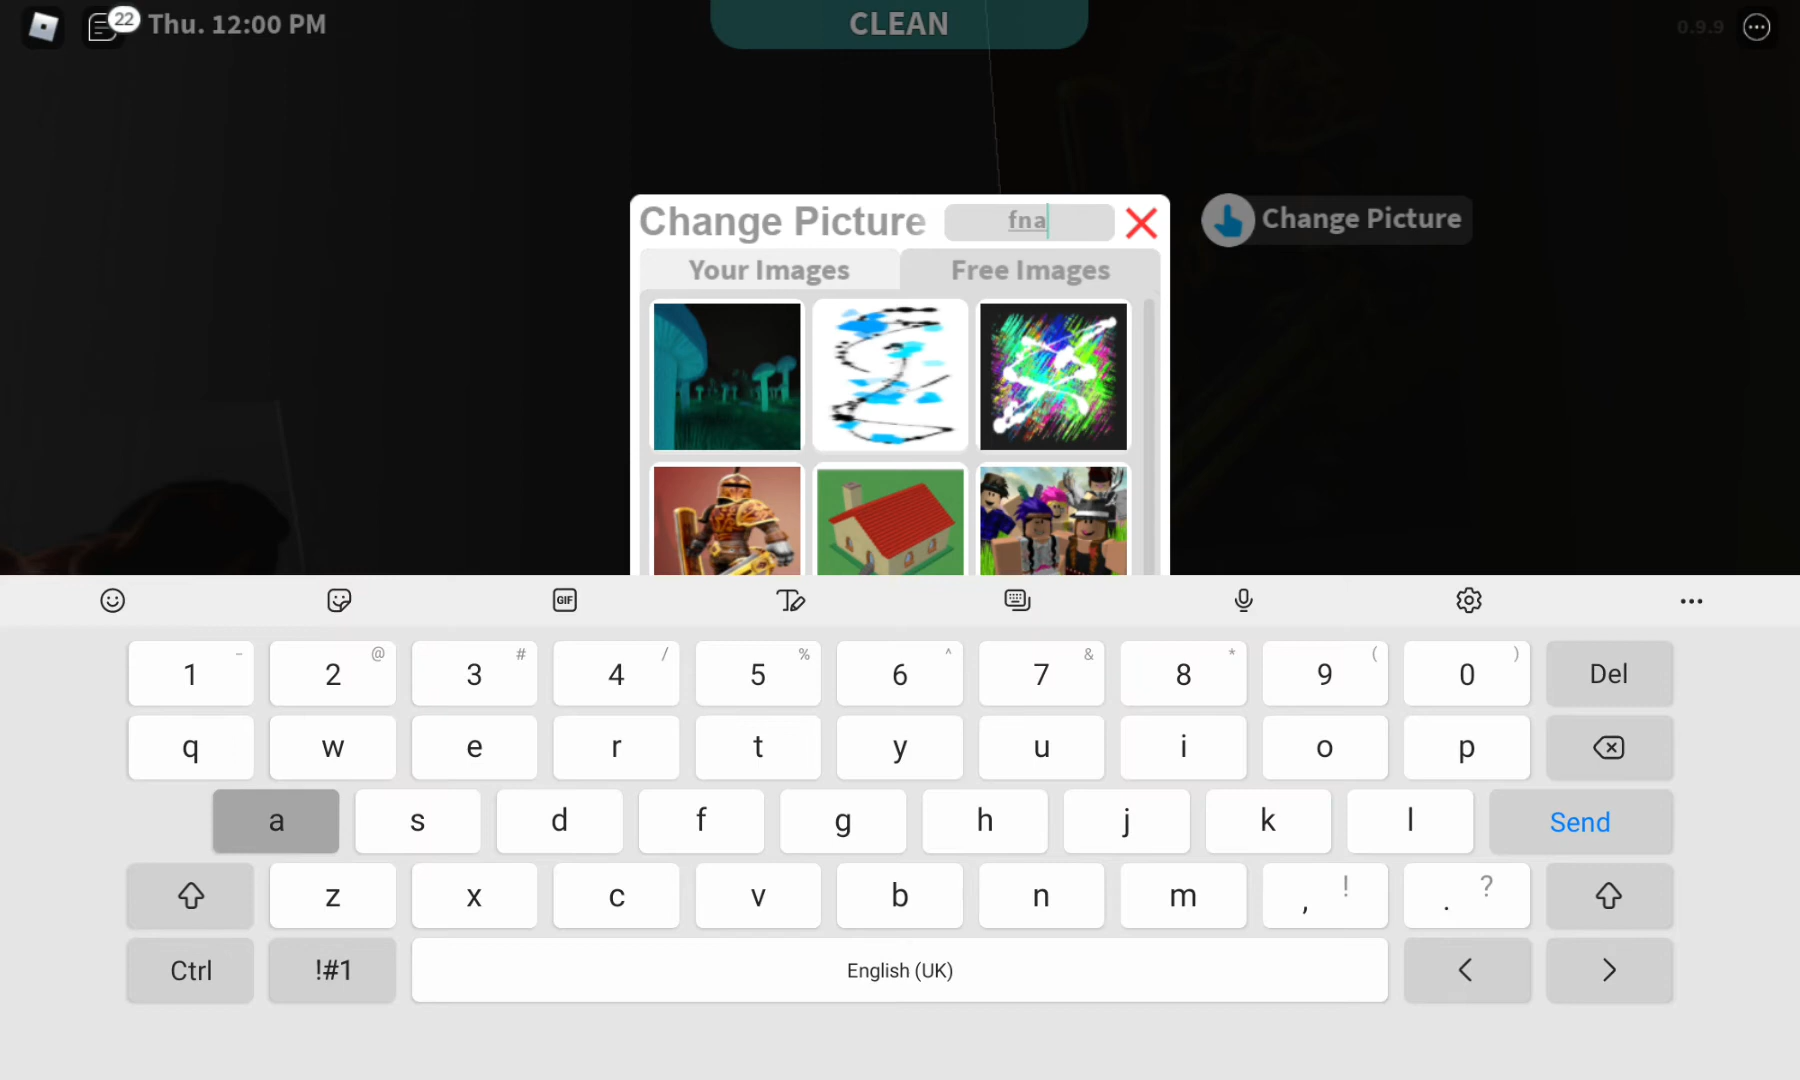 22
Thu. 12:00 PM
CLEAN
0.9.9
Change Picture
fna
Change Picture
Your Images
Free Images
GIF
1 -
2 @
3 #
4 /
5 %
6 ^
7 &
8 *
9 (
0 )
Del
q w e r t y u i o p
a s d f g h j k l Send
z x c v b n m , ! . ?
Ctrl !#1 English (UK) < >